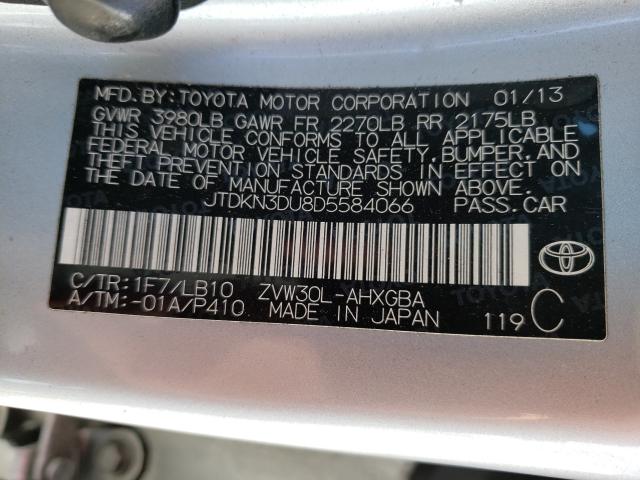 MFD.BY:TOYOTA MOTOR CORPORATION 01/13
GVWR 3980LB GAWR FR 2270LB RR 2175LB
THIS VEHICLE CONFORMS TO ALL APPLICABLE
FEDERAL MOTOR VEHICLE SAFETY, BUMPER, AND
THEFT PREVENTION STANDARDS IN EFFECT ON
THE DATE OF MANUFACTURE SHOWN ABOVE.
JTDKN3DU8D5584066 PASS.CAR
C/TR:1F7/LB10 ZVW30L-AHXGBA
A/TM:-01A/P410 MADE IN JAPAN 119 C